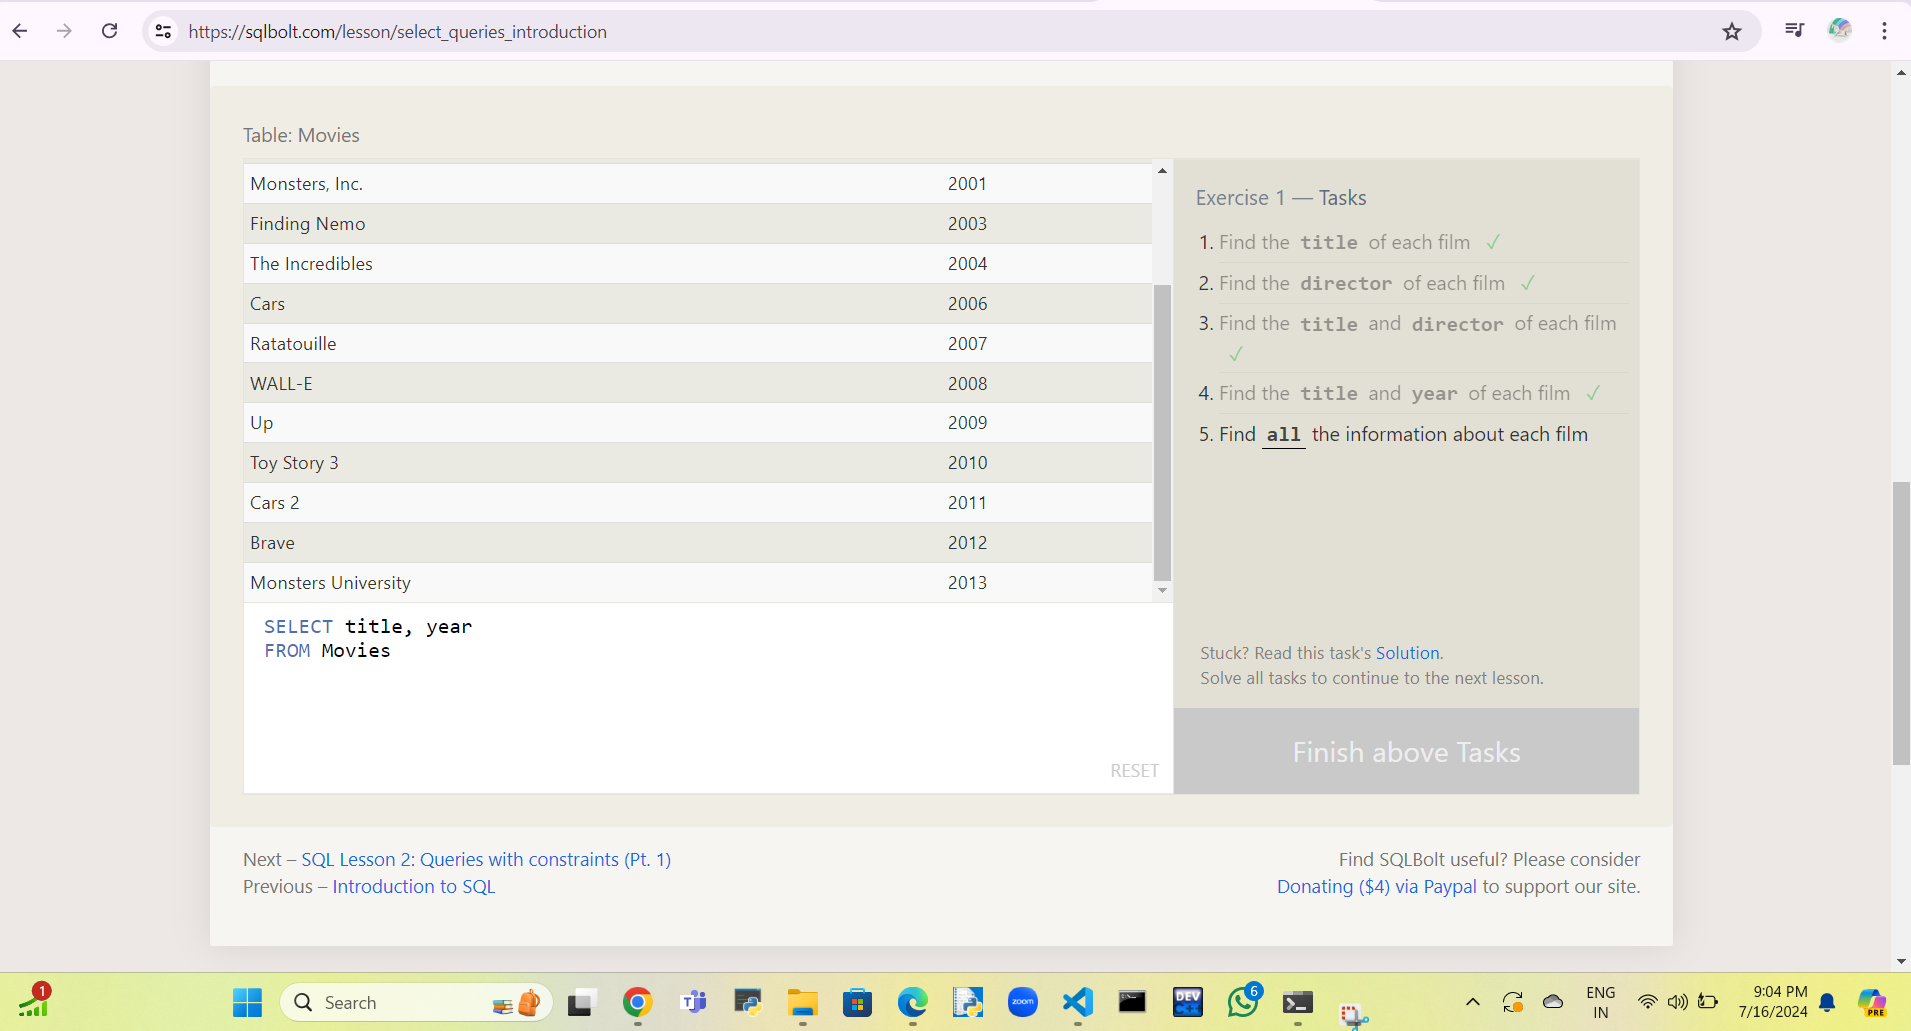 https://sqlbolt.com/lesson/select_queries_introduction
Table: Movies
Monsters, Inc. 2001
Finding Nemo 2003
The Incredibles 2004
Cars 2006
Ratatouille 2007
WALL-E 2008
Up 2009
Toy Story 3 2010
Cars 2 2011
Brave 2012
Monsters University 2013
SELECT title, year
FROM Movies
RESET
Exercise 1 — Tasks
1. Find the title of each film ✓
2. Find the director of each film ✓
3. Find the title and director of each film
✓
4. Find the title and year of each film ✓
5. Find all the information about each film
Stuck? Read this task's Solution.
Solve all tasks to continue to the next lesson.
Finish above Tasks
Next – SQL Lesson 2: Queries with constraints (Pt. 1)
Previous – Introduction to SQL
Find SQLBolt useful? Please consider
Donating ($4) via Paypal to support our site.
1
Search
zoom
DEV
6
ENG
IN
9:04 PM
7/16/2024
PRE